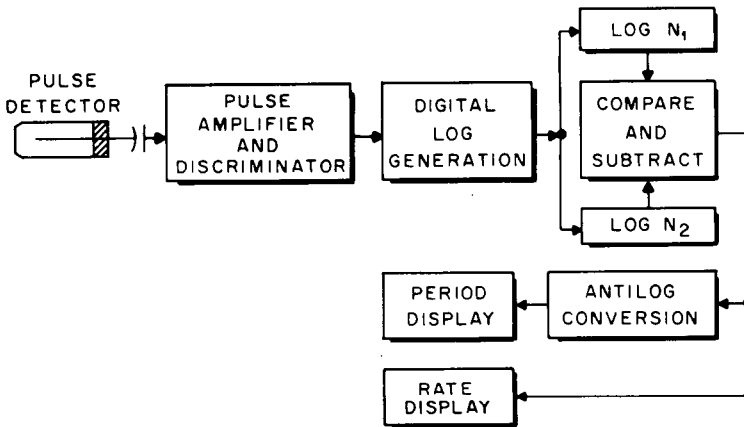 PULSE
DETECTOR
PULSE
AMPLIFIER
AND
DISCRIMINATOR
DIGITAL
LOG
GENERATION
LOG N₁
COMPARE
AND
SUBTRACT
LOG N₂
PERIOD
DISPLAY
ANTILOG
CONVERSION
RATE
DISPLAY